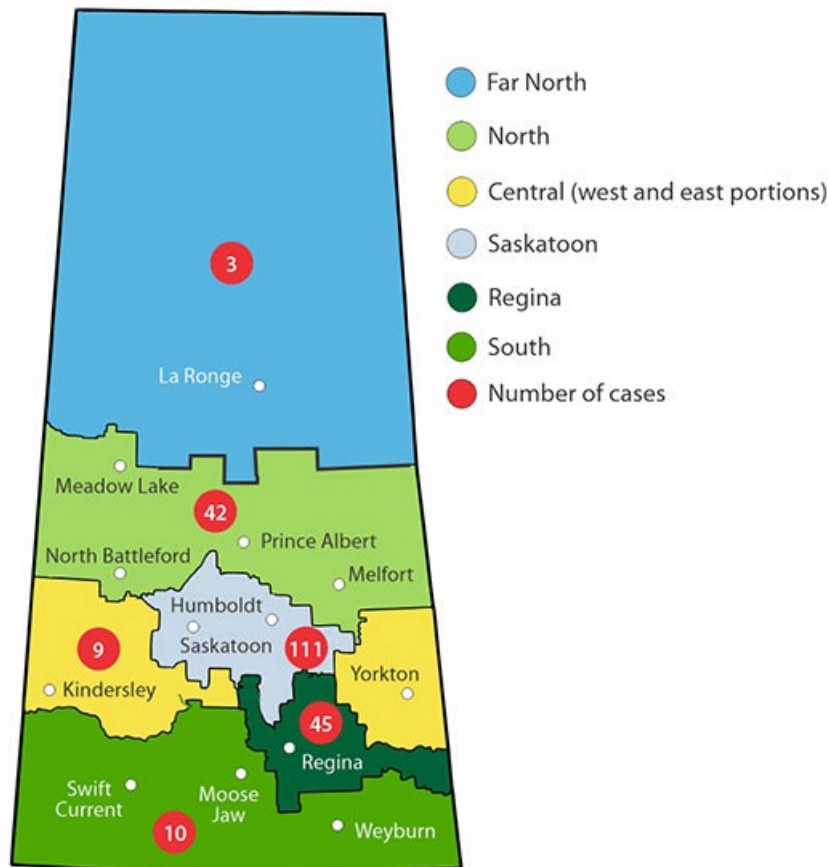 Far North
North
Central (west and east portions)
Saskatoon
Regina
South
Number of cases
3
La Ronge
Meadow Lake
42
Prince Albert
North Battleford
Melfort
Humboldt
Saskatoon
111
9
Kindersley
Yorkton
45
Regina
Swift
Current
Moose
Jaw
10
Weyburn